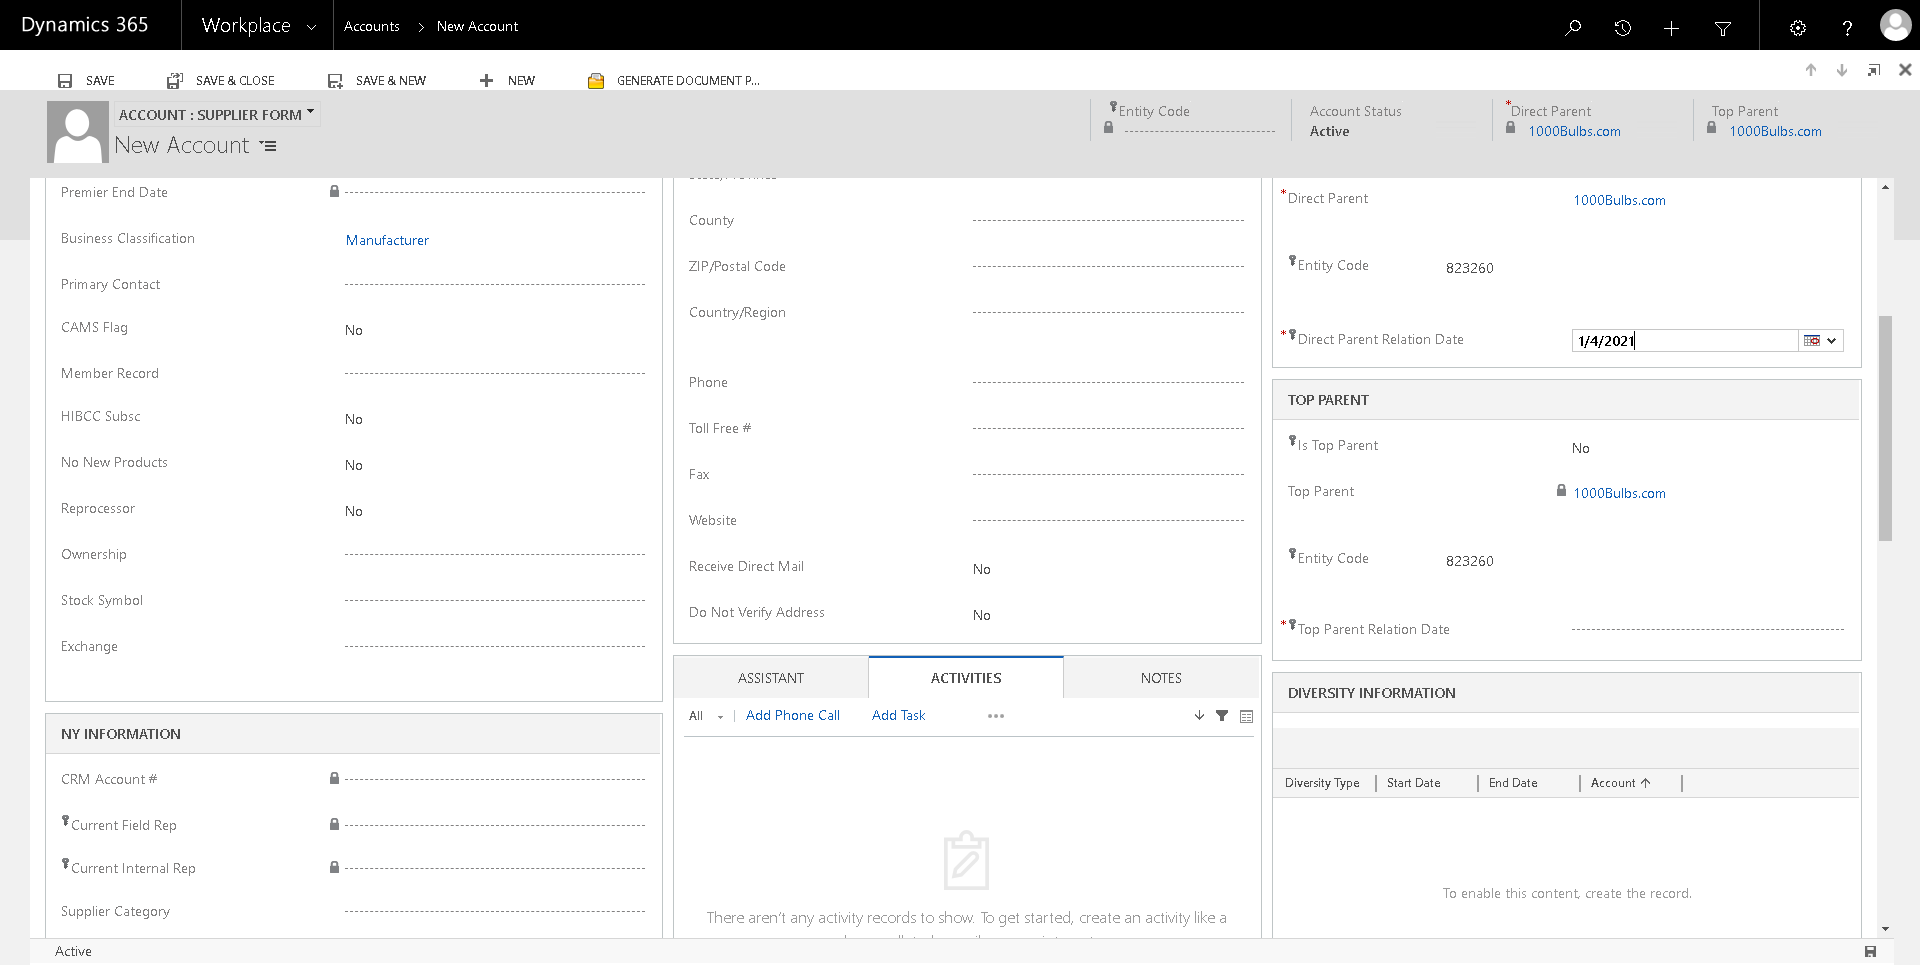 Dynamics 365
Workplace
Accounts > New Account
SAVE
SAVE & CLOSE
SAVE & NEW
NEW
GENERATE DOCUMENT P...
ACCOUNT : SUPPLIER FORM
New Account
Entity Code
Account Status
Active
*Direct Parent
1000Bulbs.com
Top Parent
1000Bulbs.com
Premier End Date
Business Classification
Manufacturer
Primary Contact
CAMS Flag
No
Member Record
HIBCC Subsc
No
No New Products
No
Reprocessor
No
Ownership
Stock Symbol
Exchange
NY INFORMATION
CRM Account #
Current Field Rep
Current Internal Rep
Supplier Category
County
ZIP/Postal Code
Country/Region
Phone
Toll Free #
Fax
Website
Receive Direct Mail
No
Do Not Verify Address
No
ASSISTANT
ACTIVITIES
NOTES
All
Add Phone Call
Add Task
There aren't any activity records to show. To get started, create an activity like a
*Direct Parent
1000Bulbs.com
Entity Code
823260
*Direct Parent Relation Date
1/4/2021
TOP PARENT
Is Top Parent
No
Top Parent
1000Bulbs.com
Entity Code
823260
*Top Parent Relation Date
DIVERSITY INFORMATION
Diversity Type
Start Date
End Date
Account
To enable this content, create the record.
Active